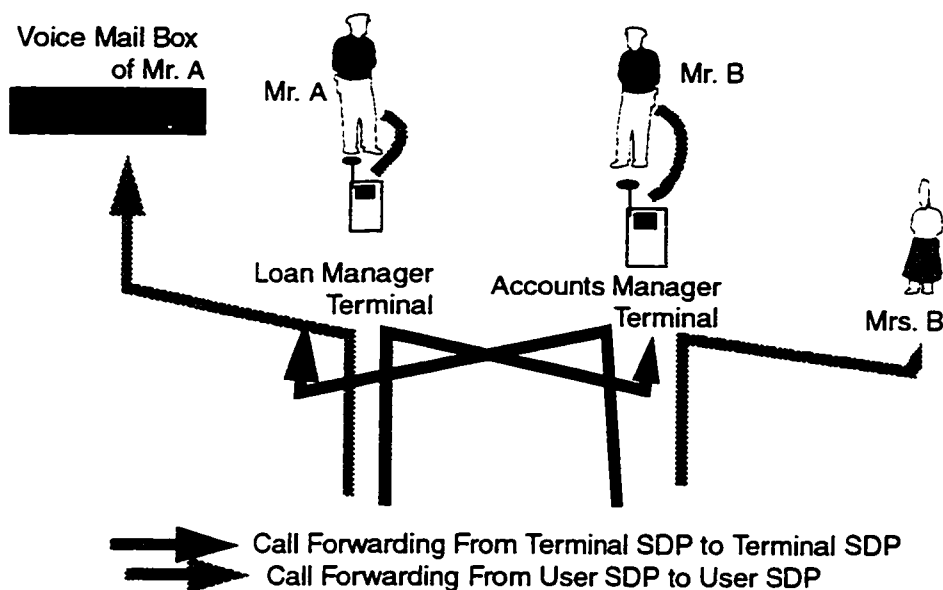 Voice Mail Box
of Mr. A
Mr. A
Mr. B
Loan Manager
Terminal
Accounts Manager
Terminal
Mrs. B
Call Forwarding From Terminal SDP to Terminal SDP
Call Forwarding From User SDP to User SDP